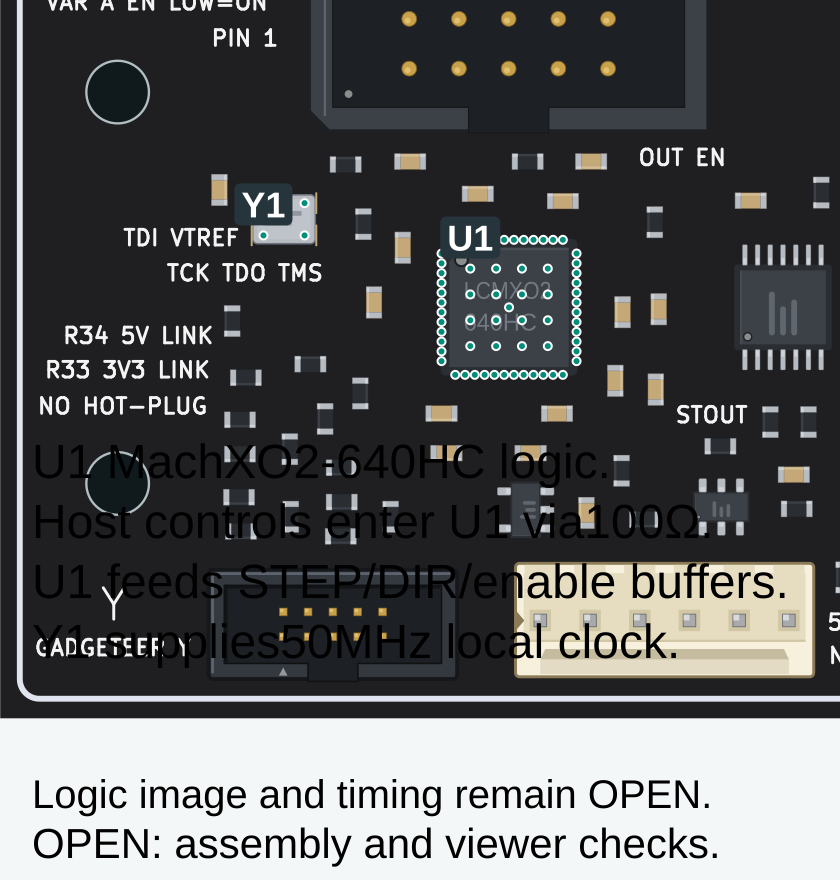 VAR A EN LOW=ON
PIN 1
OUT EN
Y1
U1
TDI VTREF
TCK TDO TMS
LCMXO2
640HC
R34 5V LINK
R33 3V3 LINK
NO HOT-PLUG
STOUT
U1 MachXO2-640HC logic.
Host controls enter U1 via100Ω.
U1 feeds STEP/DIR/enable buffers.
Y
5
GADGETEER Y
N
Y1 supplies50MHz local clock.
Logic image and timing remain OPEN.
OPEN: assembly and viewer checks.